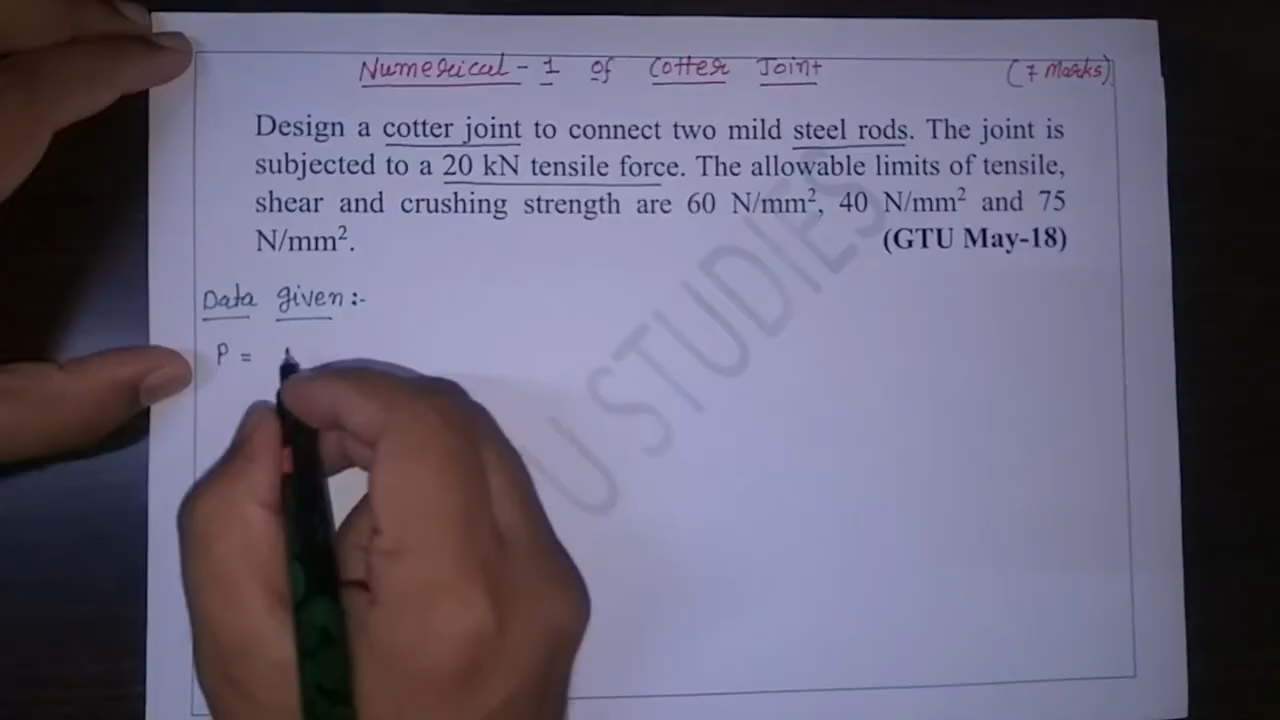 Numerical - 1 of Cotter Joint (7 Marks)
Design a cotter joint to connect two mild steel rods. The joint is
subjected to a 20 kN tensile force. The allowable limits of tensile,
shear and crushing strength are 60 N/mm², 40 N/mm² and 75
N/mm². (GTU May-18)
Data given:-
P =
U STUDIES